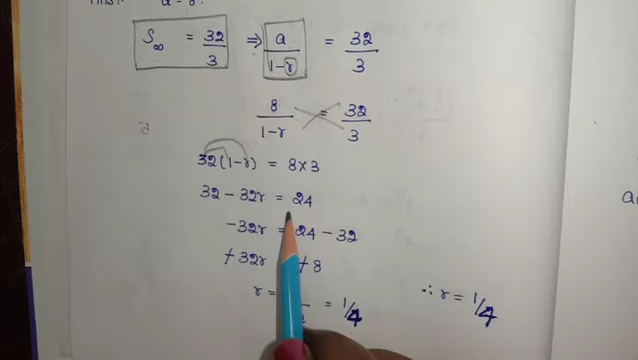 a = 8.
S∞ = 32/3 ⇒ a/(1-r) = 32/3
8/(1-r) = 32/3
32(1-r) = 8×3
32 - 32r = 24
-32r = 24 - 32
+32r + 8
r = = 1/4 ∴ r = 1/4